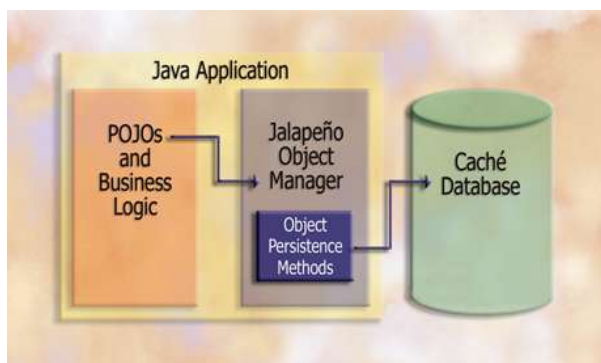 Java Application
POJOs
and
Business
Logic
Jalapeño
Object
Manager
Object
Persistence
Methods
Caché
Database